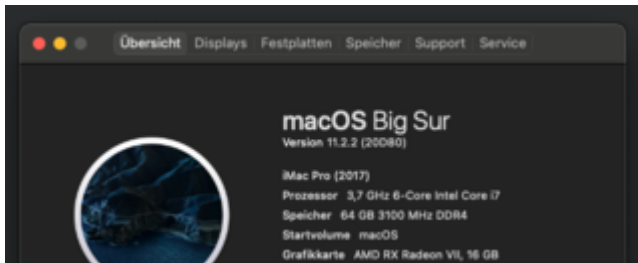 Übersicht Displays Festplatten Speicher Support Service
macOS Big Sur
Version 11.2.2 (20D80)
iMac Pro (2017)
Prozessor 3,7 GHz 6-Core Intel Core i7
Speicher 64 GB 3100 MHz DDR4
Startvolume macOS
Grafikkarte AMD RX Radeon VII, 16 GB